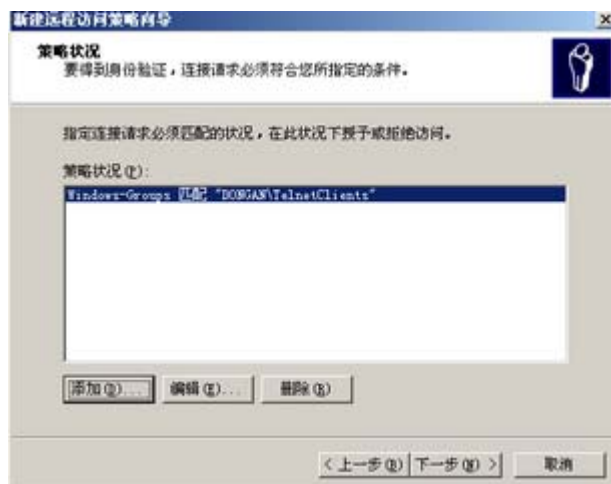 新建远程访问策略向导
策略状况
要得到身份验证，连接请求必须符合您所指定的条件。
指定连接请求必须匹配的状况，在此状况下授予或拒绝访问。
策略状况(P):
Windows-Groups 匹配 "DONGAN\TelnetClients"
添加(D)... 编辑(E)... 删除(R)
< 上一步(B) 下一步(N) > 取消